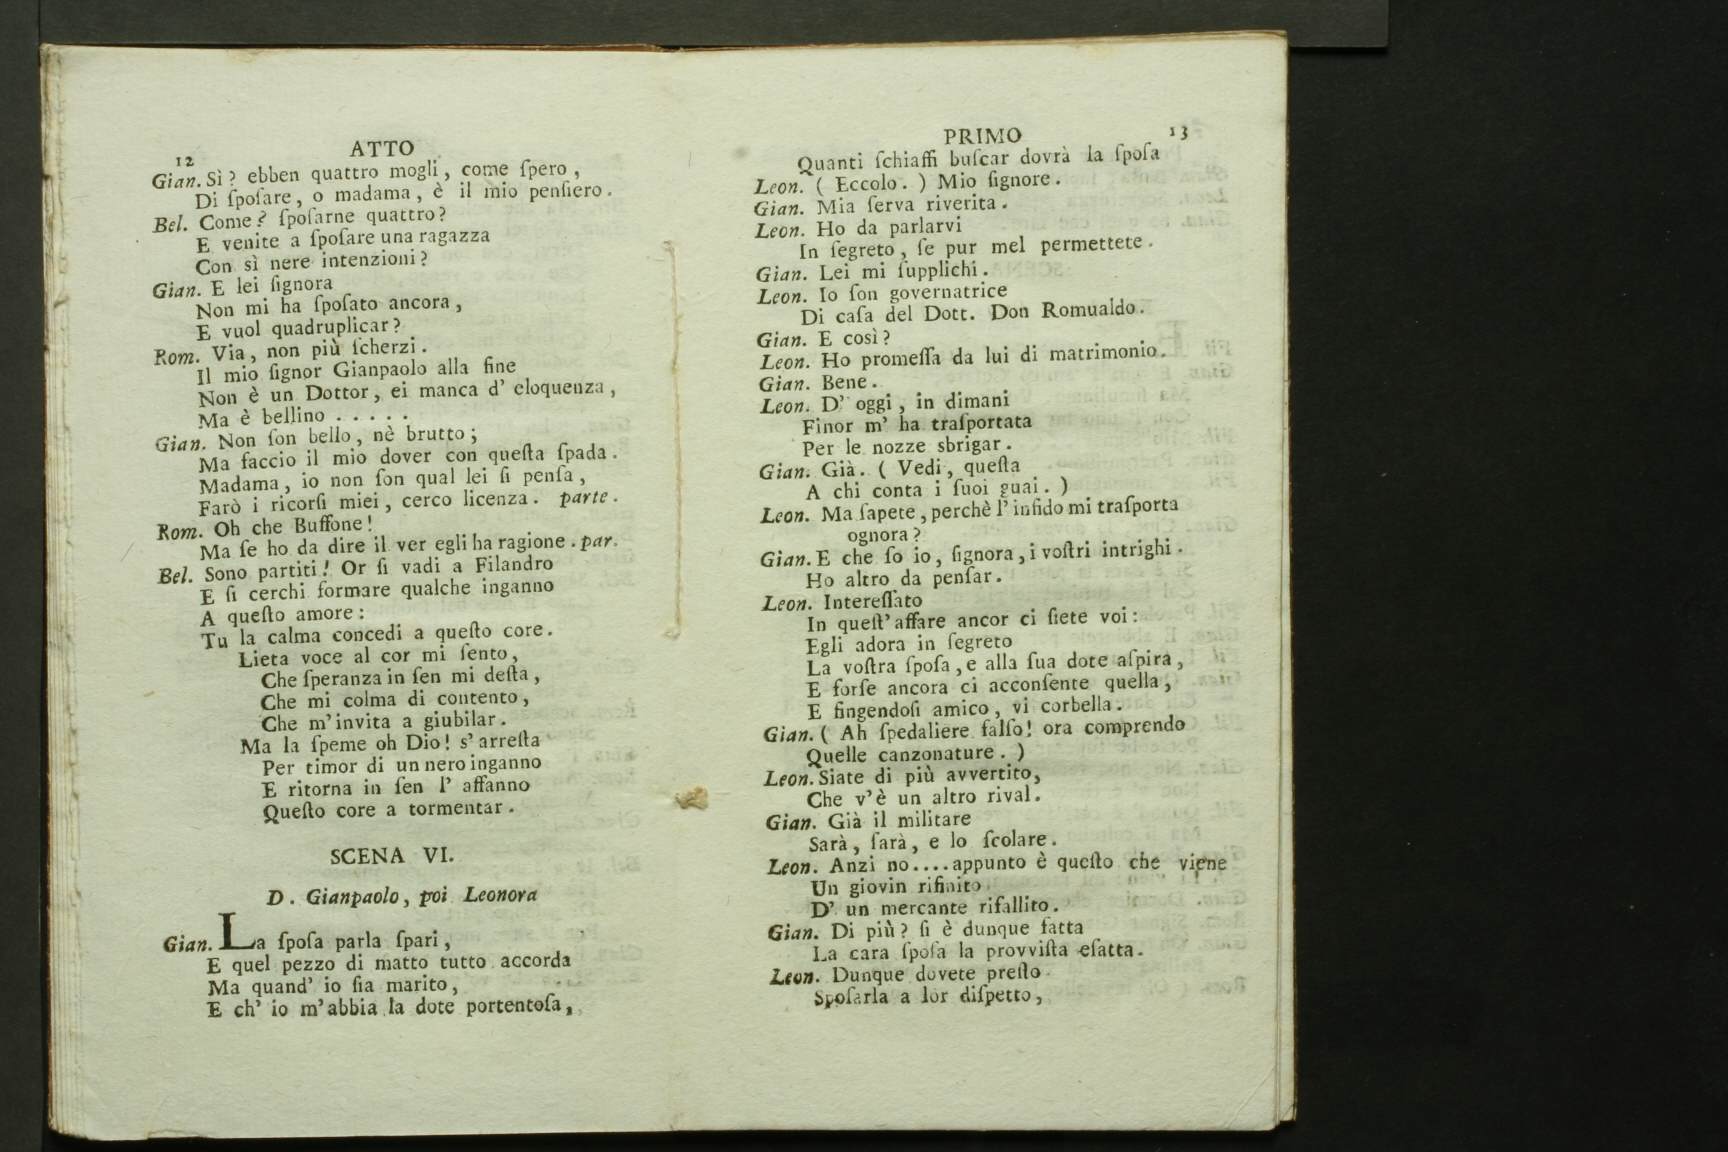 12
ATTO
Gian. Sì? ebben quattro mogli, come ſpero,
Di ſpoſare, o madama, è il mio penſiero.
Bel. Come? ſpoſarne quattro?
E venite a ſpoſare una ragazza
Con sì nere intenzioni?
Gian. E lei ſignora
Non mi ha ſpoſato ancora,
E vuol quadruplicar?
Rom. Via, non più ſcherzi.
Il mio ſignor Gianpaolo alla fine
Non è un Dottor, ei manca d' eloquenza,
Ma è bellino . . . . .
Gian. Non ſon bello, nè brutto;
Ma faccio il mio dover con queſta ſpada.
Madama, io non ſon qual lei ſi penſa,
Farò i ricorſi miei, cerco licenza. parte.
Rom. Oh che Buffone!
Ma ſe ho da dire il ver egli ha ragione. par.
Bel. Sono partiti! Or ſi vadi a Filandro
E ſi cerchi formare qualche inganno
A queſto amore:
Tu la calma concedi a queſto core.
Lieta voce al cor mi ſento,
Che ſperanza in ſen mi deſta,
Che mi colma di contento,
Che m'invita a giubilar.
Ma la ſpeme oh Dio! s'arreſta
Per timor di un nero inganno
E ritorna in ſen l' affanno
Queſto core a tormentar.
SCENA VI.
D. Gianpaolo, poi Leonora
Gian. La ſpoſa parla ſpari,
E quel pezzo di matto tutto accorda
Ma quand' io ſia marito,
E ch' io m'abbia la dote portentoſa,
PRIMO
13
Quanti ſchiaffi buſcar dovrà la ſpoſa
Leon. ( Eccolo. ) Mio ſignore.
Gian. Mia ſerva riverita.
Leon. Ho da parlarvi
In ſegreto, ſe pur mel permettete.
Gian. Lei mi ſupplichi.
Leon. Io ſon governatrice
Di caſa del Dott. Don Romualdo.
Gian. E così?
Leon. Ho promeſſa da lui di matrimonio.
Gian. Bene.
Leon. D' oggi, in dimani
Finor m' ha traſportata
Per le nozze sbrigar.
Gian. Già. ( Vedi, queſta
A chi conta i ſuoi guai. )
Leon. Ma ſapete, perchè l' infido mi traſporta
ognora?
Gian. E che ſo io, ſignora, i voſtri intrighi.
Ho altro da penſar.
Leon. Intereſſato
In queſt' affare ancor ci ſiete voi:
Egli adora in ſegreto
La voſtra ſpoſa, e alla ſua dote aſpira,
E forſe ancora ci acconſente quella,
E fingendoſi amico, vi corbella.
Gian. ( Ah ſpedaliere falſo! ora comprendo
Quelle canzonature. )
Leon. Siate di più avvertito,
Che v'è un altro rival.
Gian. Già il militare
Sarà, ſarà, e lo ſcolare.
Leon. Anzi no.... appunto è queſto che viene
Un giovin rifinito
D' un mercante rifallito.
Gian. Di più? ſi è dunque fatta
La cara ſpoſa la provviſta eſatta.
Leon. Dunque dovete preſto
Spoſarla a lor diſpetto,